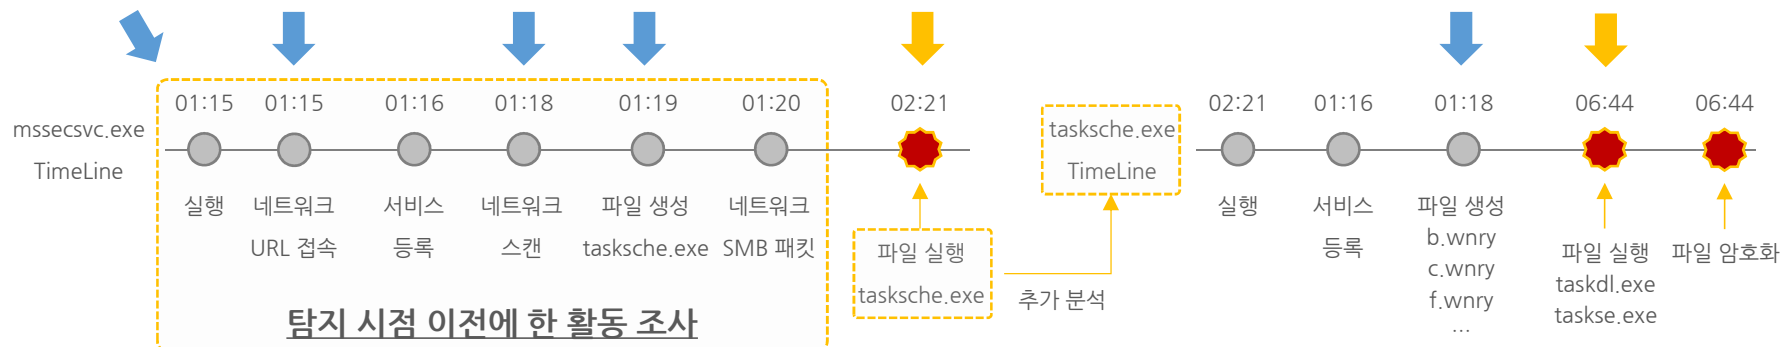 01:15
01:15
01:16
01:18
01:19
01:20
02:21
02:21
01:16
01:18
06:44
06:44
mssecsvc.exe
TimeLine
tasksche.exe
TimeLine
실행
네트워크
URL 접속
서비스
등록
네트워크
스캔
파일 생성
tasksche.exe
네트워크
SMB 패킷
탐지 시점 이전에 한 활동 조사
파일 실행
tasksche.exe
추가 분석
실행
서비스
등록
파일 생성
b.wnry
c.wnry
f.wnry
...
파일 실행
taskdl.exe
taskse.exe
파일 암호화